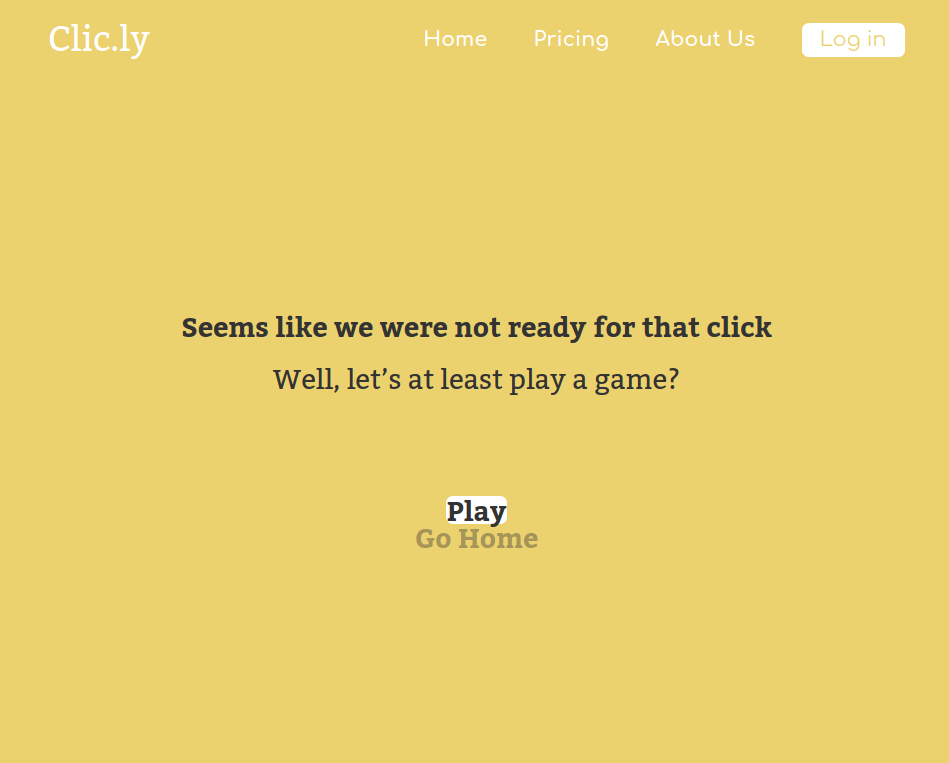 Clic.ly Home Pricing About Us Log in
Seems like we were not ready for that click
Well, let’s at least play a game?
Play
Go Home